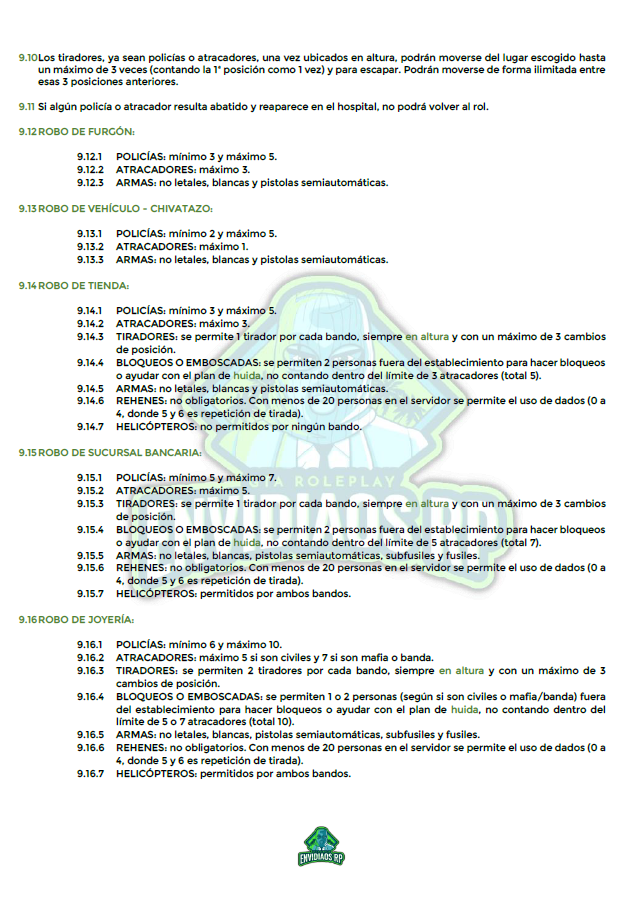 9.10Los tiradores, ya sean policías o atracadores, una vez ubicados en altura, podrán moverse del lugar escogido hasta
un máximo de 3 veces (contando la 1ª posición como 1 vez) y para escapar. Podrán moverse de forma ilimitada entre
esas 3 posiciones anteriores.
9.11 Si algún policía o atracador resulta abatido y reaparece en el hospital, no podrá volver al rol.
9.12 ROBO DE FURGÓN:
9.12.1 POLICÍAS: mínimo 3 y máximo 5.
9.12.2 ATRACADORES: máximo 3.
9.12.3 ARMAS: no letales, blancas y pistolas semiautomáticas.
9.13 ROBO DE VEHÍCULO - CHIVATAZO:
9.13.1 POLICÍAS: mínimo 2 y máximo 5.
9.13.2 ATRACADORES: máximo 1.
9.13.3 ARMAS: no letales, blancas y pistolas semiautomáticas.
9.14 ROBO DE TIENDA:
9.14.1 POLICÍAS: mínimo 3 y máximo 5.
9.14.2 ATRACADORES: máximo 3.
9.14.3 TIRADORES: se permite 1 tirador por cada bando, siempre en altura y con un máximo de 3 cambios
de posición.
9.14.4 BLOQUEOS O EMBOSCADAS: se permiten 2 personas fuera del establecimiento para hacer bloqueos
o ayudar con el plan de huida, no contando dentro del límite de 3 atracadores (total 5).
9.14.5 ARMAS: no letales, blancas y pistolas semiautomáticas.
9.14.6 REHENES: no obligatorios. Con menos de 20 personas en el servidor se permite el uso de dados (0 a
4, donde 5 y 6 es repetición de tirada).
9.14.7 HELICÓPTEROS: no permitidos por ningún bando.
9.15 ROBO DE SUCURSAL BANCARIA:
9.15.1 POLICÍAS: mínimo 5 y máximo 7.
9.15.2 ATRACADORES: máximo 5.
9.15.3 TIRADORES: se permite 1 tirador por cada bando, siempre en altura y con un máximo de 3 cambios
de posición.
9.15.4 BLOQUEOS O EMBOSCADAS: se permiten 2 personas fuera del establecimiento para hacer bloqueos
o ayudar con el plan de huida, no contando dentro del límite de 5 atracadores (total 7).
9.15.5 ARMAS: no letales, blancas, pistolas semiautomáticas, subfusiles y fusiles.
9.15.6 REHENES: no obligatorios. Con menos de 20 personas en el servidor se permite el uso de dados (0 a
4, donde 5 y 6 es repetición de tirada).
9.15.7 HELICÓPTEROS: permitidos por ambos bandos.
9.16 ROBO DE JOYERÍA:
9.16.1 POLICÍAS: mínimo 6 y máximo 10.
9.16.2 ATRACADORES: máximo 5 si son civiles y 7 si son mafia o banda.
9.16.3 TIRADORES: se permiten 2 tiradores por cada bando, siempre en altura y con un máximo de 3
cambios de posición.
9.16.4 BLOQUEOS O EMBOSCADAS: se permiten 1 o 2 personas (según si son civiles o mafia/banda) fuera
del establecimiento para hacer bloqueos o ayudar con el plan de huida, no contando dentro del
límite de 5 o 7 atracadores (total 10).
9.16.5 ARMAS: no letales, blancas, pistolas semiautomáticas, subfusiles y fusiles.
9.16.6 REHENES: no obligatorios. Con menos de 20 personas en el servidor se permite el uso de dados (0 a
4, donde 5 y 6 es repetición de tirada).
9.16.7 HELICÓPTEROS: permitidos por ambos bandos.
ROLEPLAY
ENVIDIAOS RP
ENVIDIAOS RP